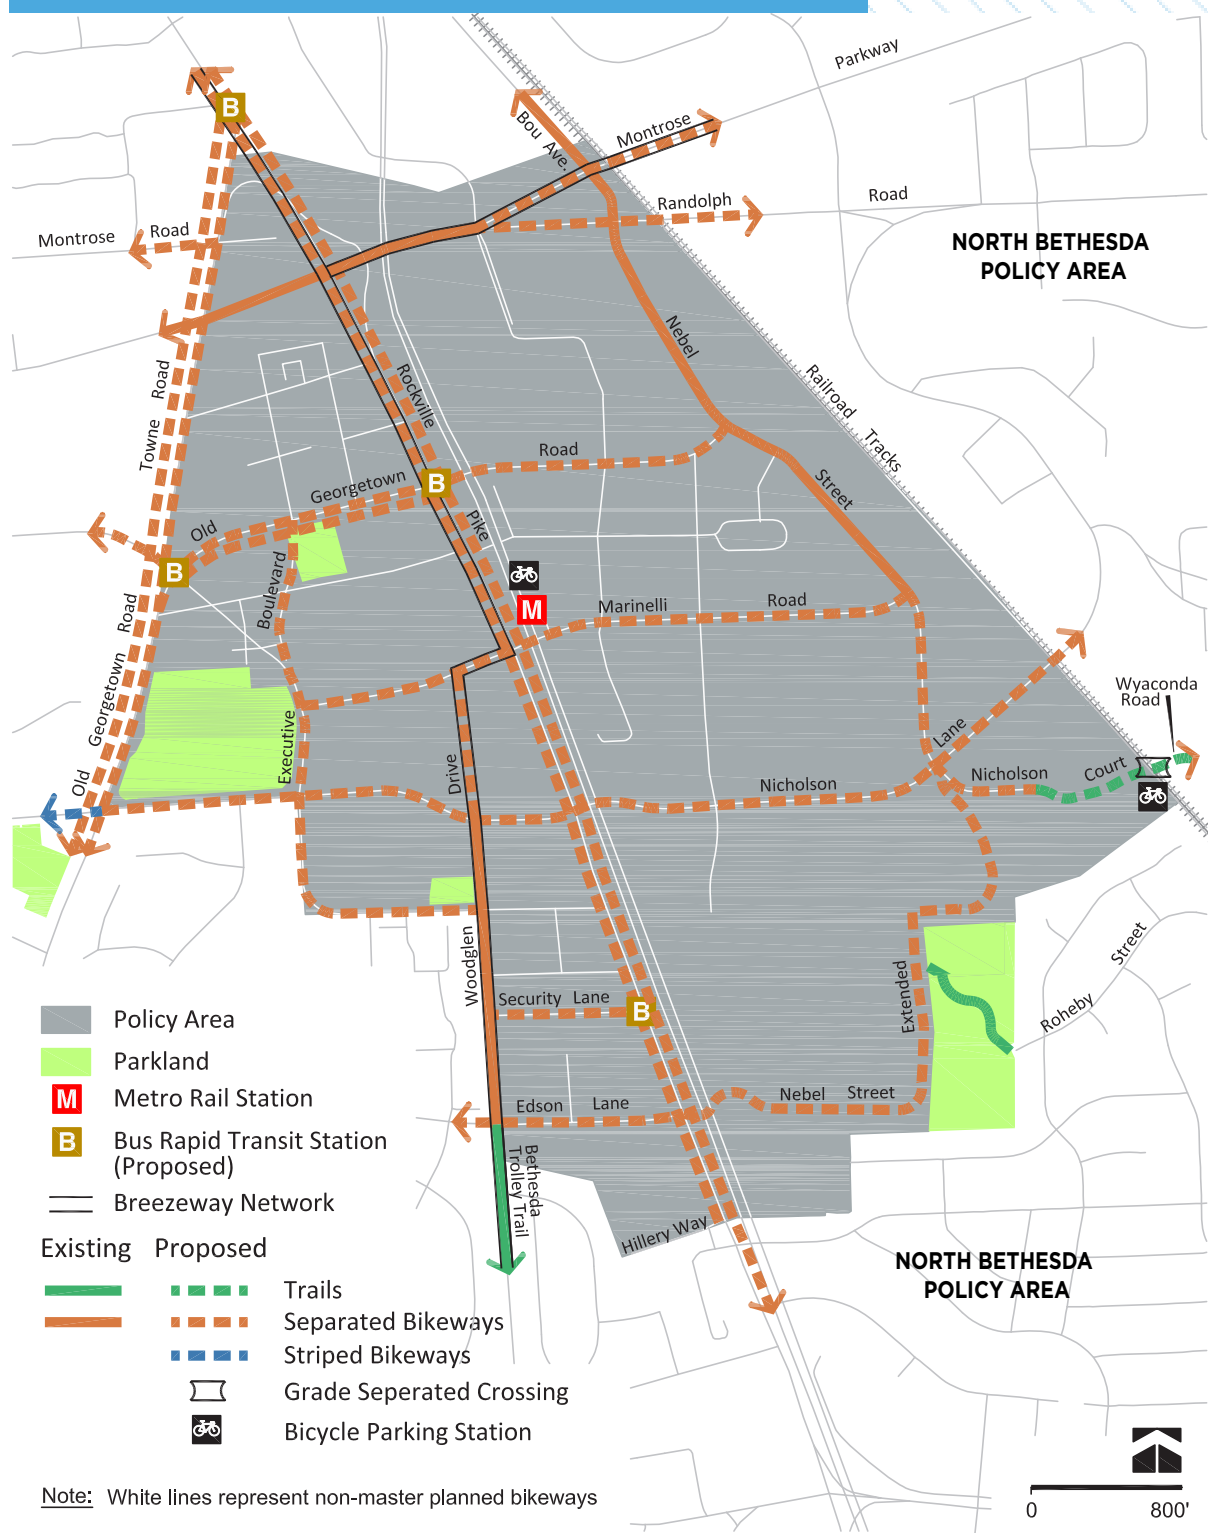 Parkway
B
Bou Ave.
Montrose
Randolph
Road
Montrose
Road
NORTH BETHESDA
POLICY AREA
Nebel
Railroad
Tracks
Rockville
Towne
Road
Road
Georgetown
B
Old
Street
Pike
B
Boulevard
M
Marinelli
Road
Road
Georgetown
Old
Wyaconda
Road
Lane
Executive
Drive
Nicholson
Nicholson
Court
Woodglen
Security Lane
B
Extended
Street
Roheby
Edson Lane
Nebel Street
Bethesda
Trolley Trail
Hillery Way
NORTH BETHESDA
POLICY AREA
Policy Area
Parkland
M Metro Rail Station
B Bus Rapid Transit Station
(Proposed)
Breezeway Network
Existing Proposed
Trails
Separated Bikeways
Striped Bikeways
Grade Seperated Crossing
Bicycle Parking Station
Note: White lines represent non-master planned bikeways
0 800'